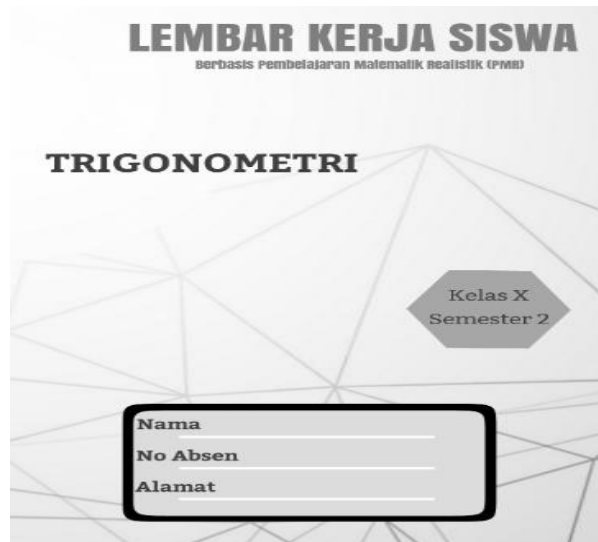 LEMBAR KERJA SISWA
Berbasis Pembelajaran Matematik Realistik (PMR)
TRIGONOMETRI
Kelas X
Semester 2
Nama
No Absen
Alamat